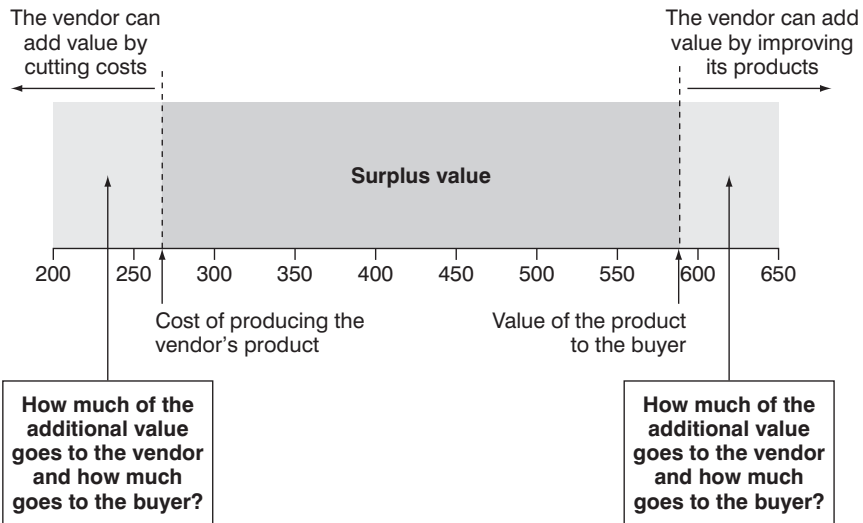 The vendor can
add value by
cutting costs
The vendor can add
value by improving
its products
Surplus value
200 250 300 350 400 450 500 550 600 650
Cost of producing the
vendor's product
Value of the product
to the buyer
How much of the
additional value
goes to the vendor
and how much
goes to the buyer?
How much of the
additional value
goes to the vendor
and how much
goes to the buyer?